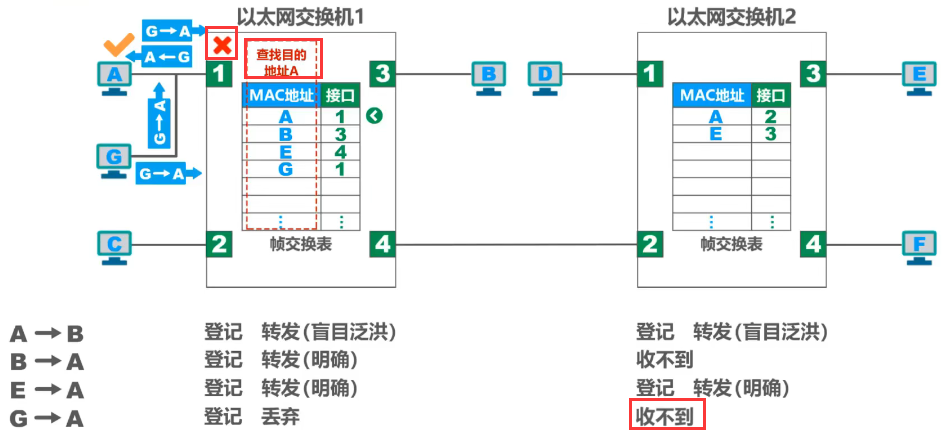 以太网交换机1
以太网交换机2
G→A
A←G
查找目的
地址A
A
1
3
B
D
1
3
E
MAC地址 接口
A 1
B 3
E 4
G 1
⋮ ⋮
MAC地址 接口
A 2
E 3
⋮ ⋮
G→A
G
G→A
C
2
帧交换表
4
2
帧交换表
4
F
A→B 登记 转发(盲目泛洪) 登记 转发(盲目泛洪)
B→A 登记 转发(明确) 收不到
E→A 登记 转发(明确) 登记 转发(明确)
G→A 登记 丢弃 收不到